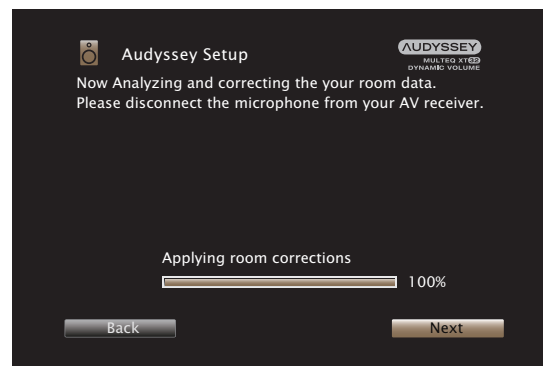 Audyssey Setup
AUDYSSEY
MULTEQ XT32
DYNAMIC VOLUME
Now Analyzing and correcting the your room data.
Please disconnect the microphone from your AV receiver.
Applying room corrections
100%
Back
Next